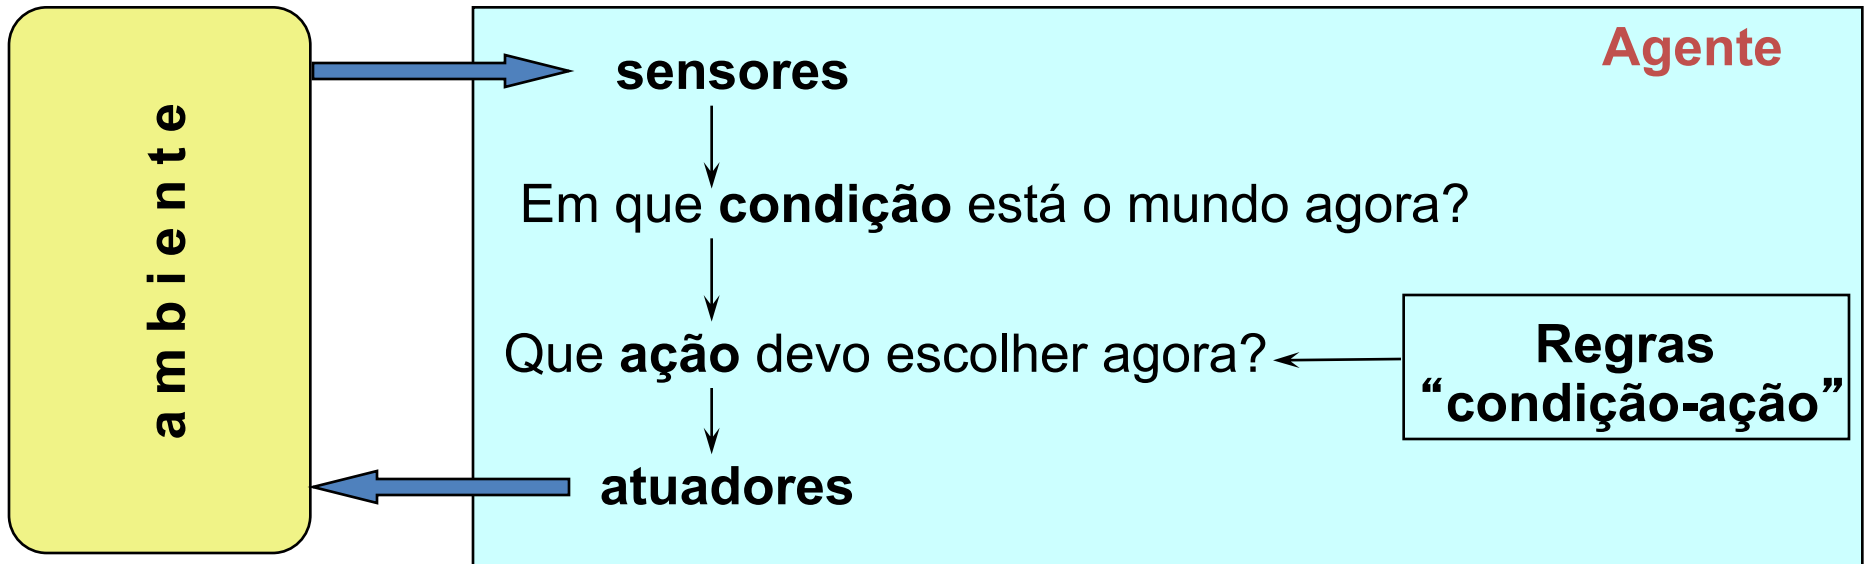 ambiente
Agente
sensores
Em que condição está o mundo agora?
Que ação devo escolher agora?
Regras
“condição-ação”
atuadores